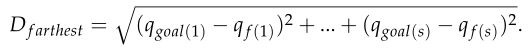 D_{farthest} = \sqrt{(q_{goal(1)} - q_{f(1)})^2 + ... + (q_{goal(s)} - q_{f(s)})^2}.